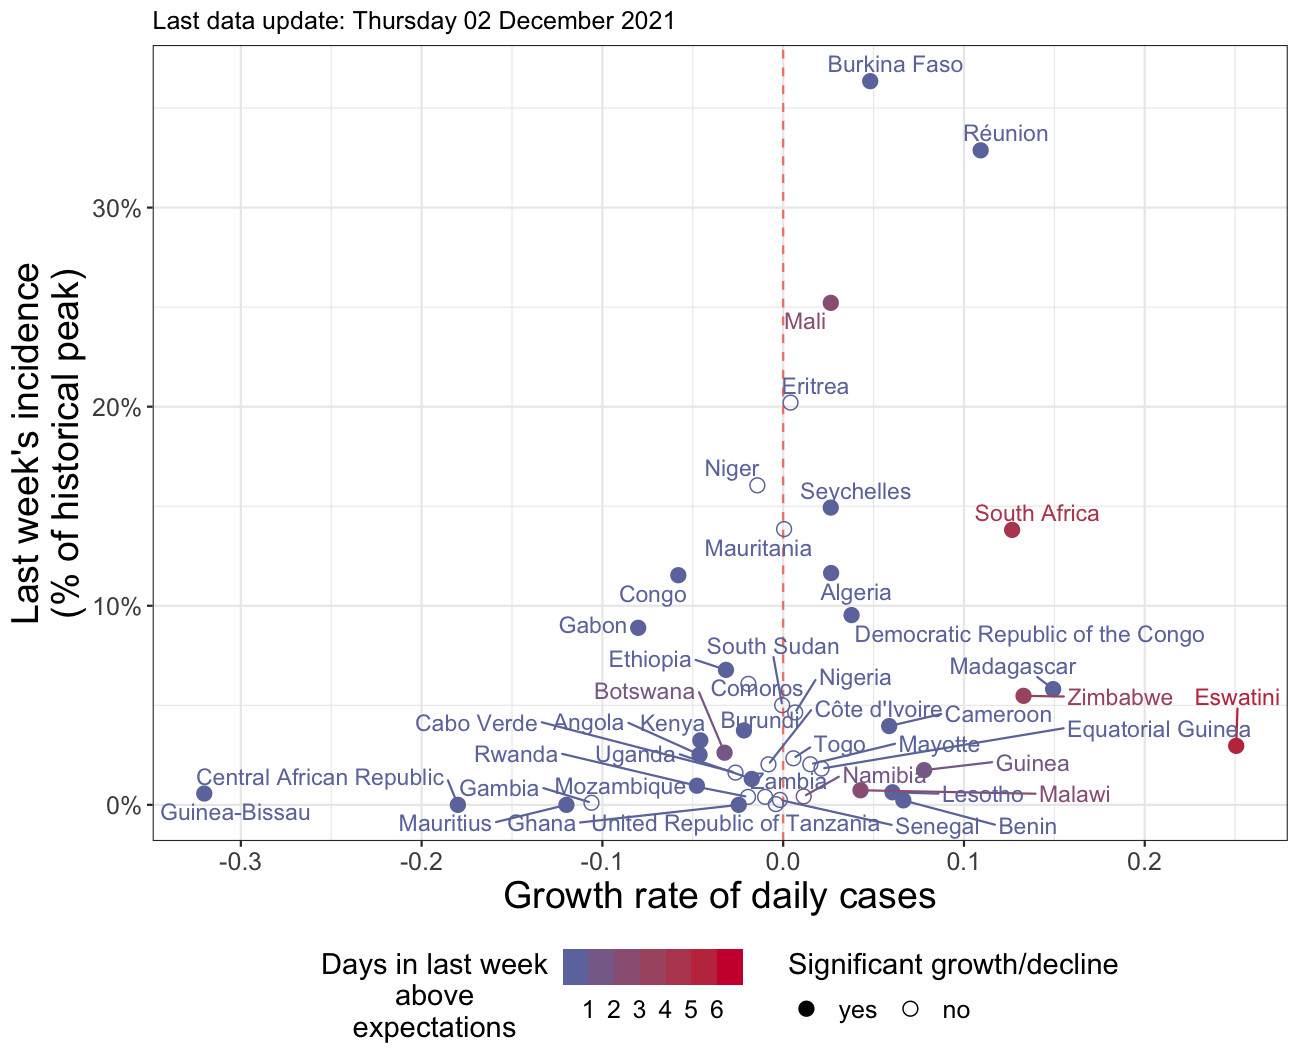 Last data update: Thursday 02 December 2021
Burkina Faso
Réunion
30%
Mali
Last week's incidence
(% of historical peak)
Eritrea
20%
Niger
Seychelles
South Africa
Mauritania
Congo
Algeria
10%
Gabon
Democratic Republic of the Congo
South Sudan
Ethiopia
Madagascar
Nigeria
Comoros
Botswana
Zimbabwe
Eswatini
Côte d'Ivoire
Cameroon
Burundi
Cabo Verde
Angola
Kenya
Equatorial Guinea
Togo
Mayotte
Rwanda
Uganda
Guinea
Central African Republic
Namibia
Zambia
Gambia
Mozambique
Lesotho
Malawi
0%
Guinea-Bissau
Mauritius
Ghana
United Republic of Tanzania
Senegal
Benin
-0.3
-0.2
-0.1
0.0
0.1
0.2
Growth rate of daily cases
Days in last week
above
expectations
1 2 3 4 5 6
Significant growth/decline
yes
no